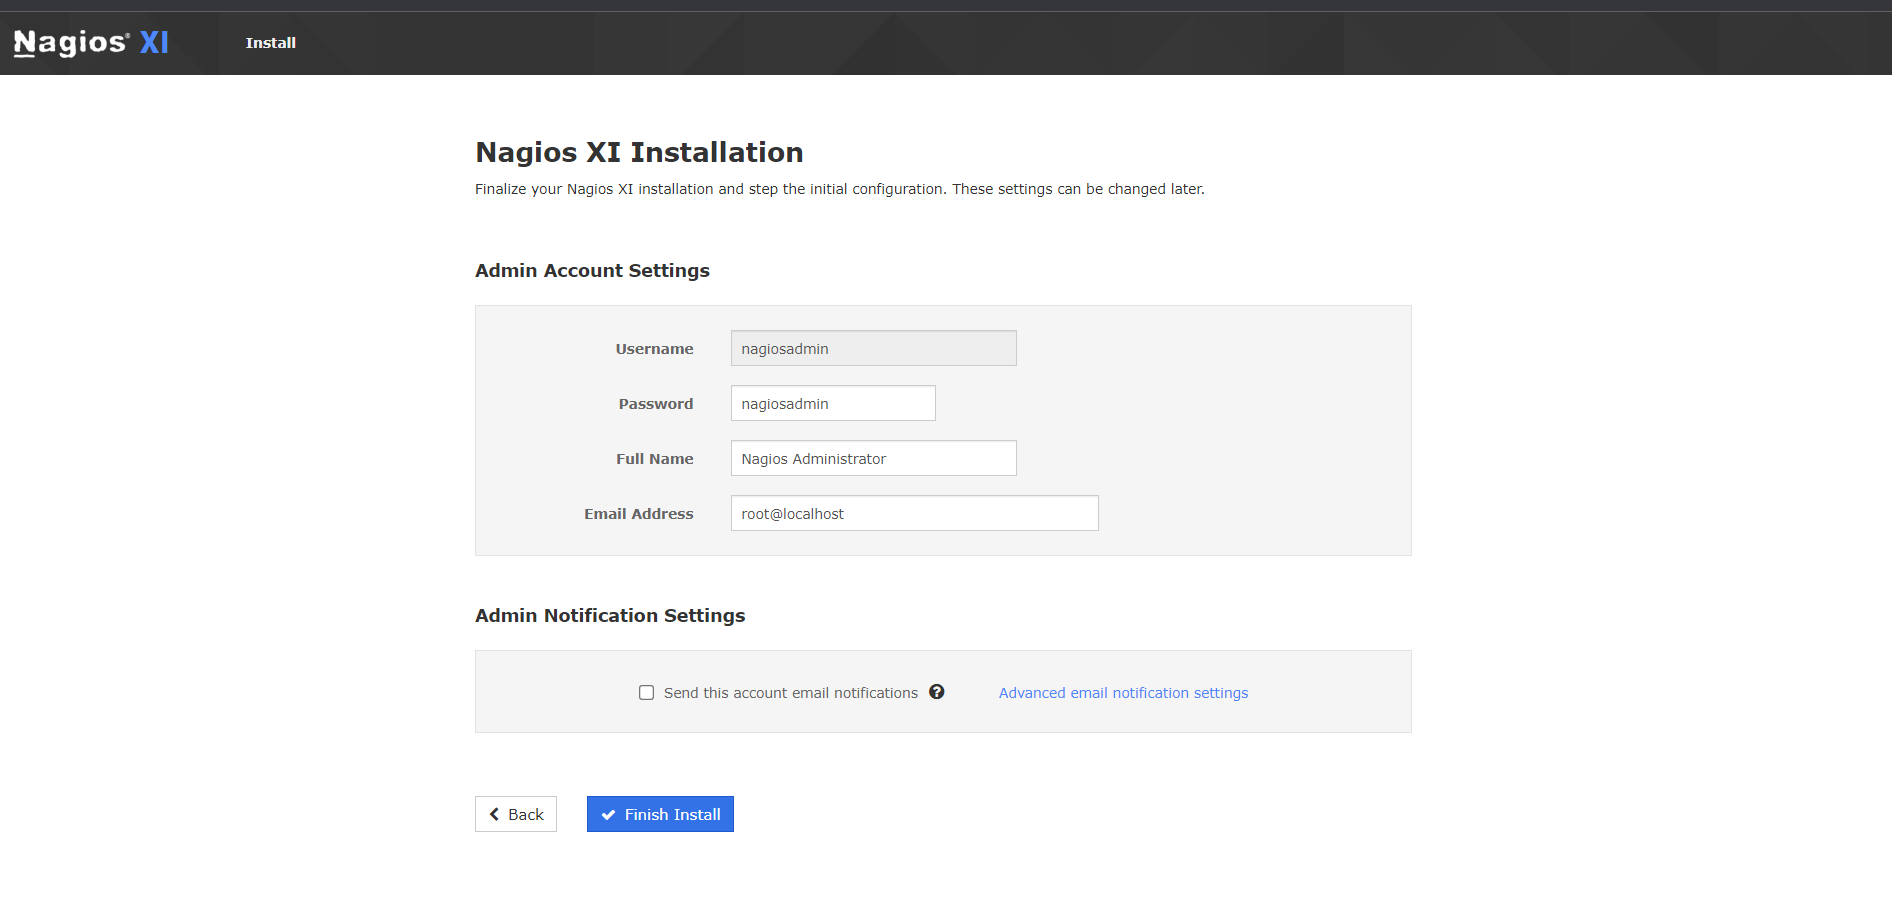 Nagios® XI Install
Nagios XI Installation
Finalize your Nagios XI installation and step the initial configuration. These settings can be changed later.
Admin Account Settings
Username nagiosadmin
Password nagiosadmin
Full Name Nagios Administrator
Email Address root@localhost
Admin Notification Settings
Send this account email notifications ? Advanced email notification settings
Back Finish Install